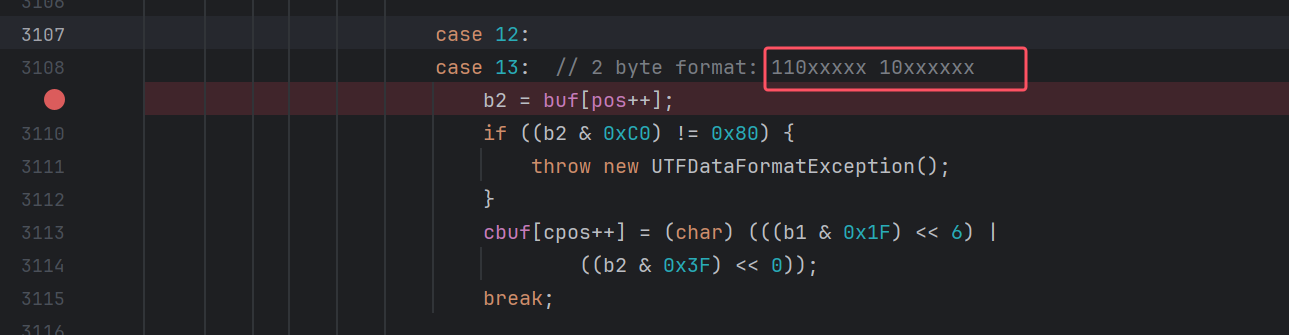 3106
3107 case 12:
3108 case 13:  // 2 byte format: 110xxxxx 10xxxxxx
b2 = buf[pos++];
3110 if ((b2 & 0xC0) != 0x80) {
3111 throw new UTFDataFormatException();
3112 }
3113 cbuf[cpos++] = (char) (((b1 & 0x1F) << 6) |
3114 ((b2 & 0x3F) << 0));
3115 break;
3116